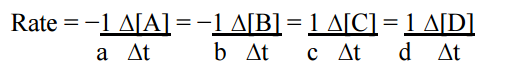 Rate = −1 Δ[A] = −1 Δ[B] = 1 Δ[C] = 1 Δ[D]
a Δt b Δt c Δt d Δt